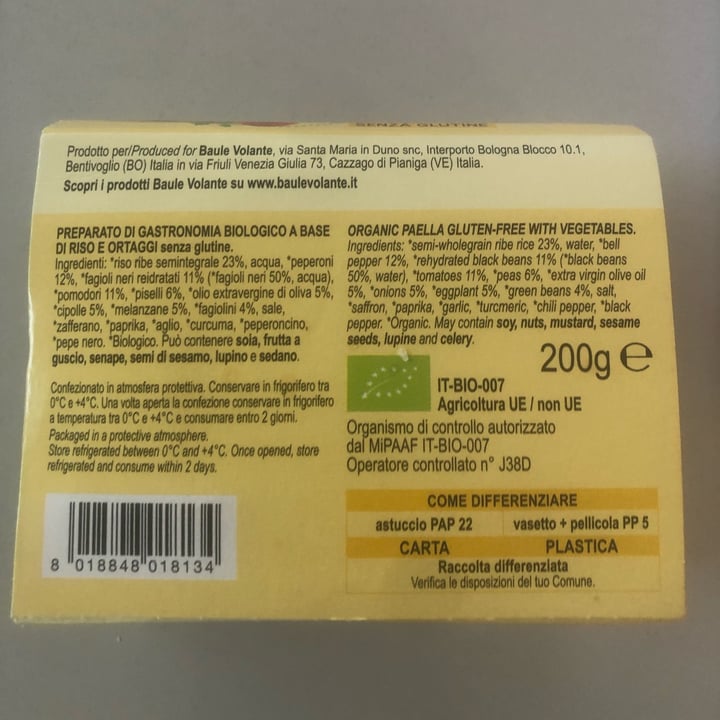 SENZA GLUTINE
Prodotto per/Produced for Baule Volante, via Santa Maria in Duno snc, Interporto Bologna Blocco 10.1,
Bentivoglio (BO) Italia in via Friuli Venezia Giulia 73, Cazzago di Pianiga (VE) Italia.
Scopri i prodotti Baule Volante su www.baulevolante.it
PREPARATO DI GASTRONOMIA BIOLOGICO A BASE
DI RISO E ORTAGGI senza glutine.
Ingredienti: *riso ribe semintegrale 23%, acqua, *peperoni
12%, *fagioli neri reidratati 11% (*fagioli neri 50%, acqua),
*pomodori 11%, *piselli 6%, *olio extravergine di oliva 5%,
*cipolle 5%, *melanzane 5%, *fagiolini 4%, sale,
*zafferano, *paprika, *aglio, *curcuma, *peperoncino,
*pepe nero. *Biologico. Può contenere soia, frutta a
guscio, senape, semi di sesamo, lupino e sedano.
Confezionato in atmosfera protettiva. Conservare in frigorifero tra
0°C e +4°C. Una volta aperta la confezione conservare in frigorifero
a temperatura tra 0°C e +4°C e consumare entro 2 giorni.
Packaged in a protective atmosphere.
Store refrigerated between 0°C and +4°C. Once opened, store
refrigerated and consume within 2 days.
8 018848 018134
ORGANIC PAELLA GLUTEN-FREE WITH VEGETABLES.
Ingredients: *semi-wholegrain ribe rice 23%, water, *bell
pepper 12%, *rehydrated black beans 11% (*black beans
50%, water), *tomatoes 11%, *peas 6%, *extra virgin olive oil
5%, *onions 5%, *eggplant 5%, *green beans 4%, salt,
*saffron, *paprika, *garlic, *turmeric, *chili pepper, *black
pepper. *Organic. May contain soy, nuts, mustard, sesame
seeds, lupine and celery.
200g e
IT-BIO-007
Agricoltura UE / non UE
Organismo di controllo autorizzato
dal MiPAAF IT-BIO-007
Operatore controllato n° J38D
COME DIFFERENZIARE
astuccio PAP 22 vasetto + pellicola PP 5
CARTA PLASTICA
Raccolta differenziata
Verifica le disposizioni del tuo Comune.